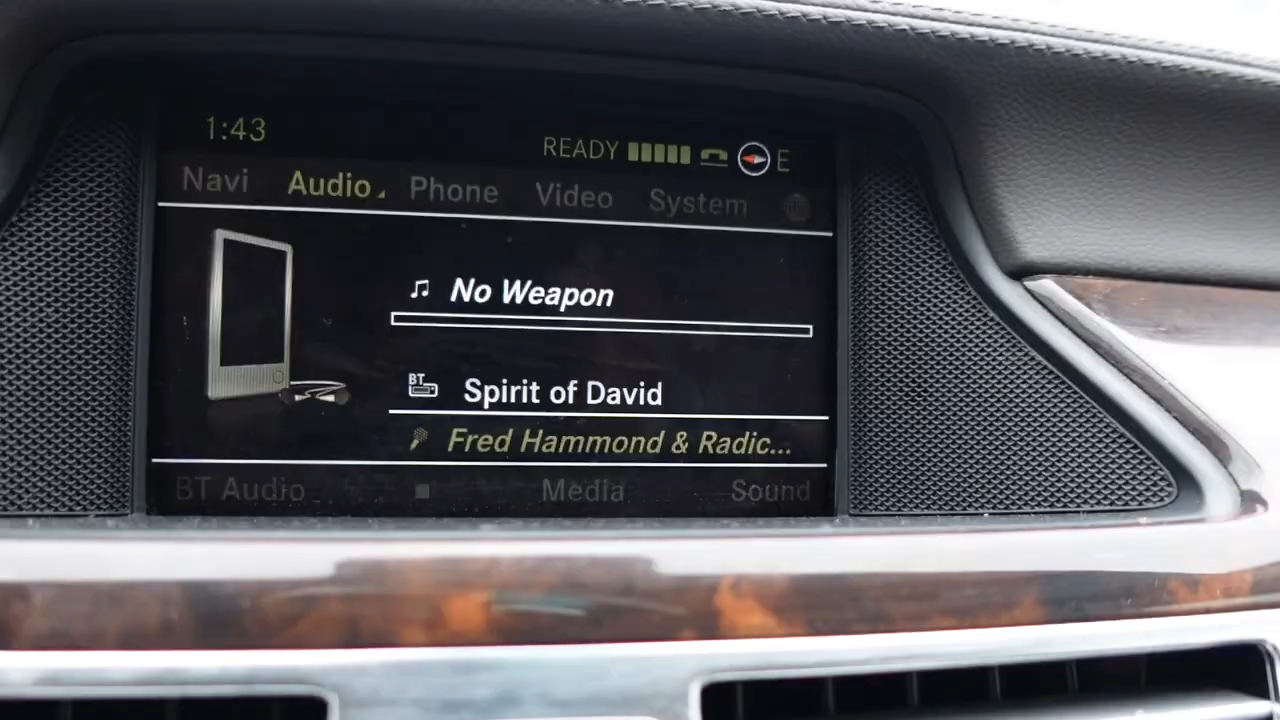 1:43
READY E
Navi Audio Phone Video System
No Weapon
BT Spirit of David
Fred Hammond & Radic...
BT Audio Media Sound